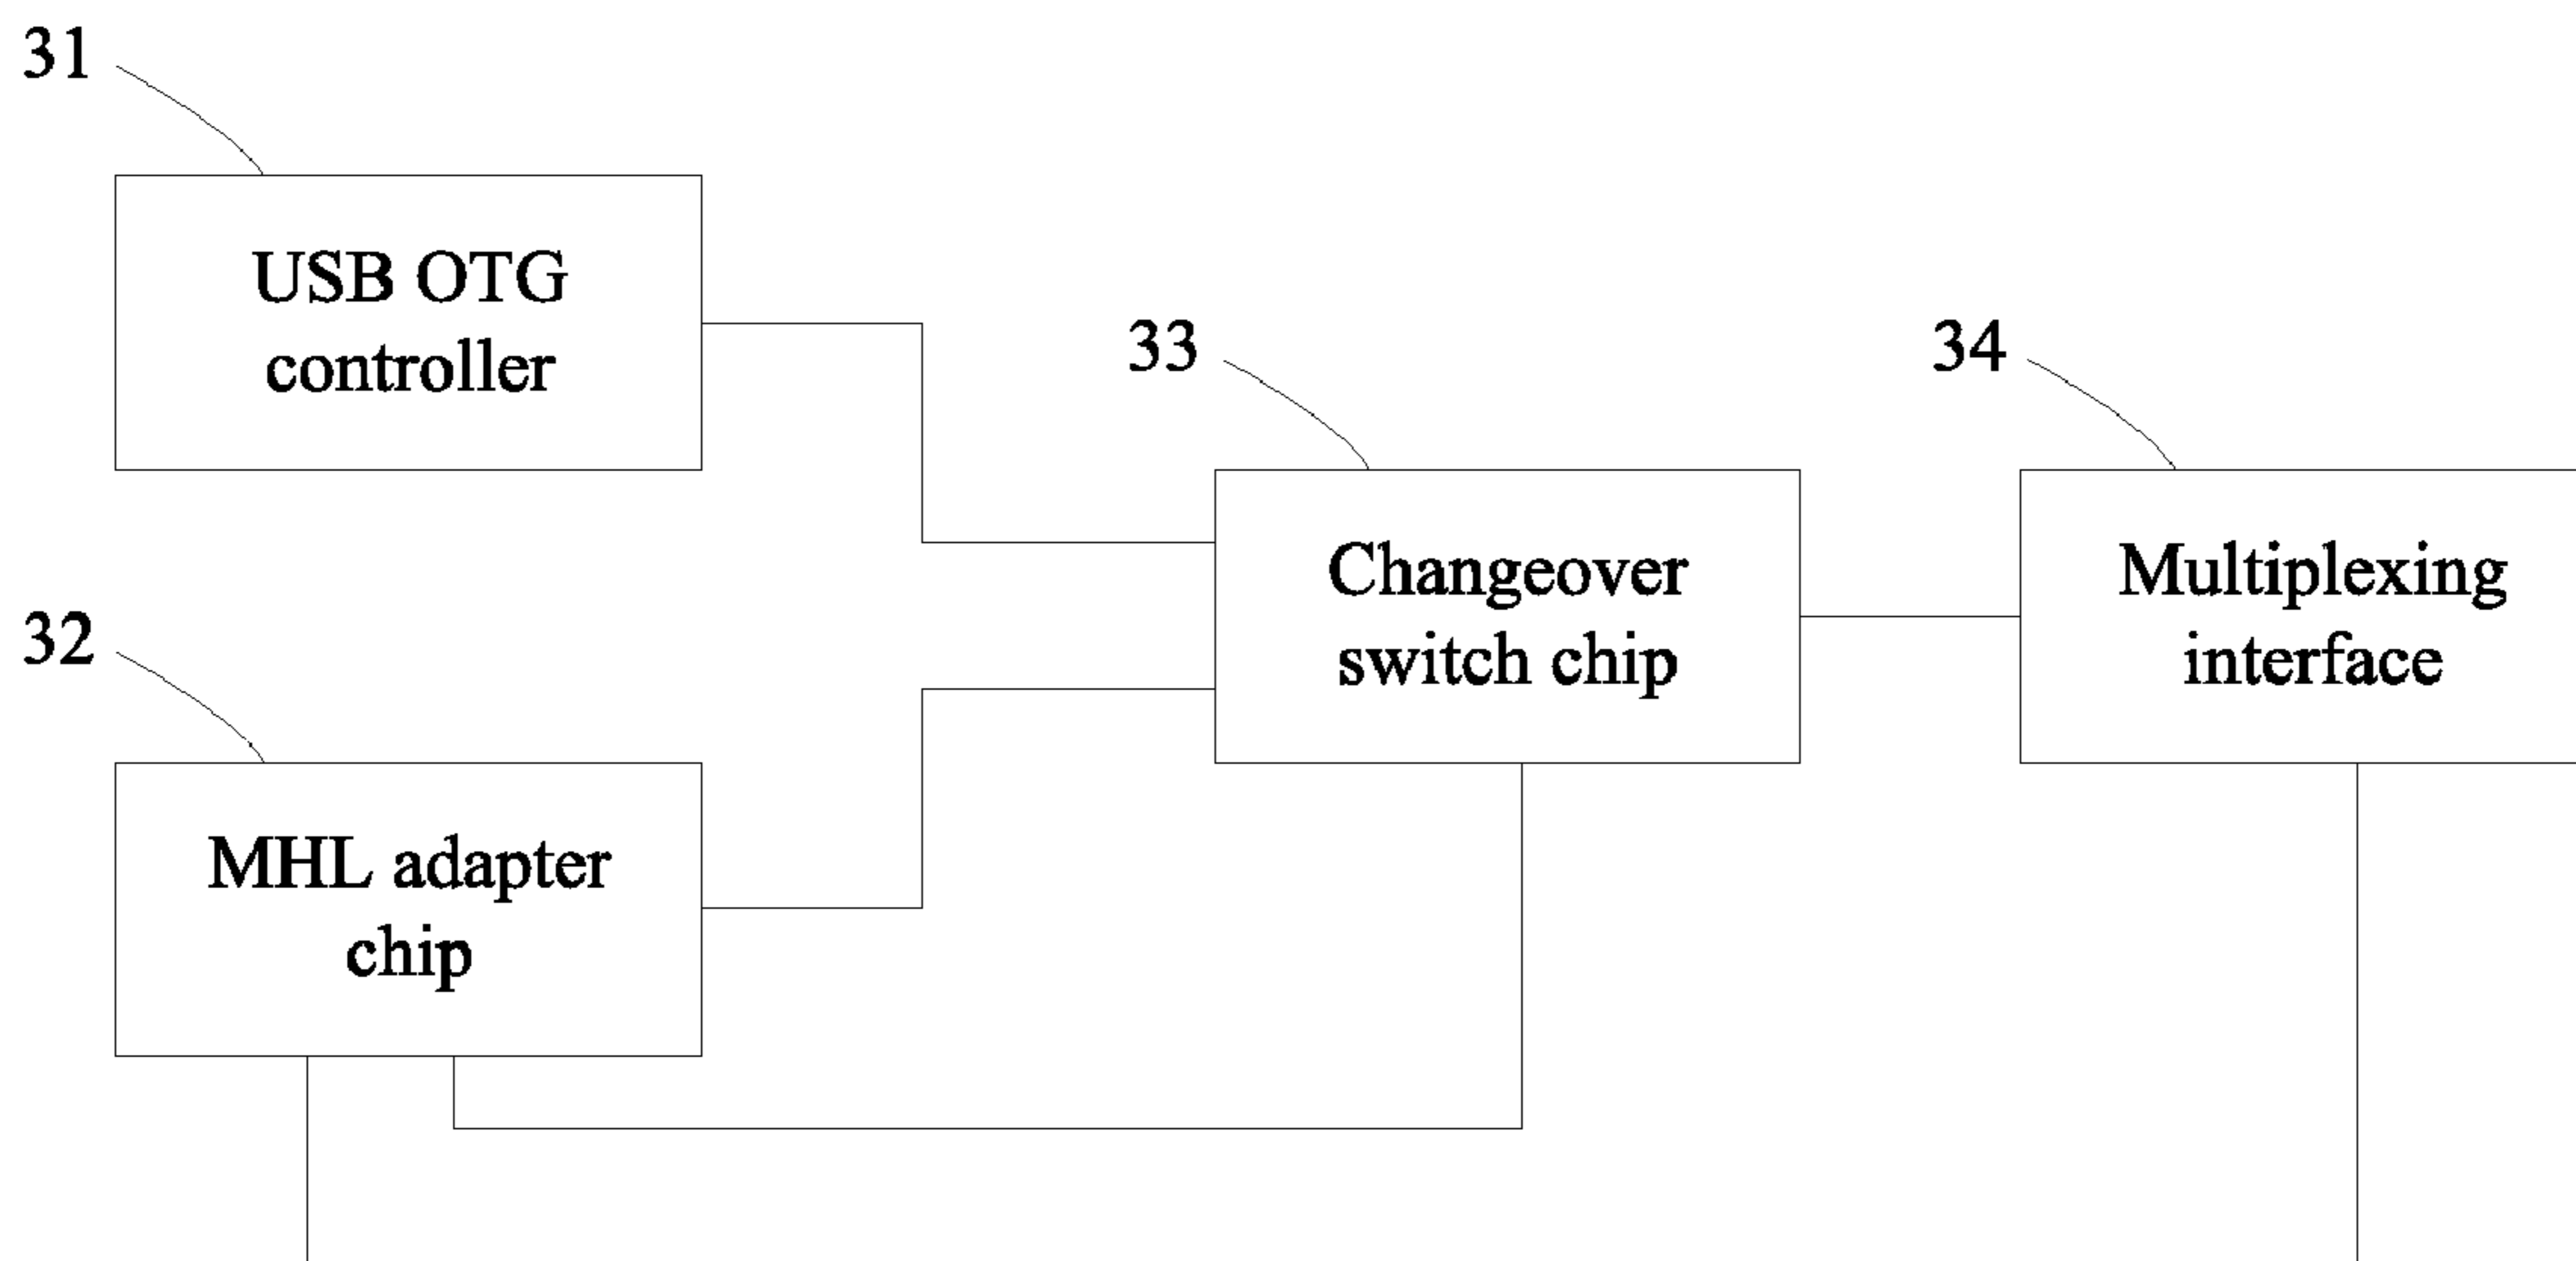 31
USB OTG
controller
33
34
Changeover
switch chip
Multiplexing
interface
32
MHL adapter
chip